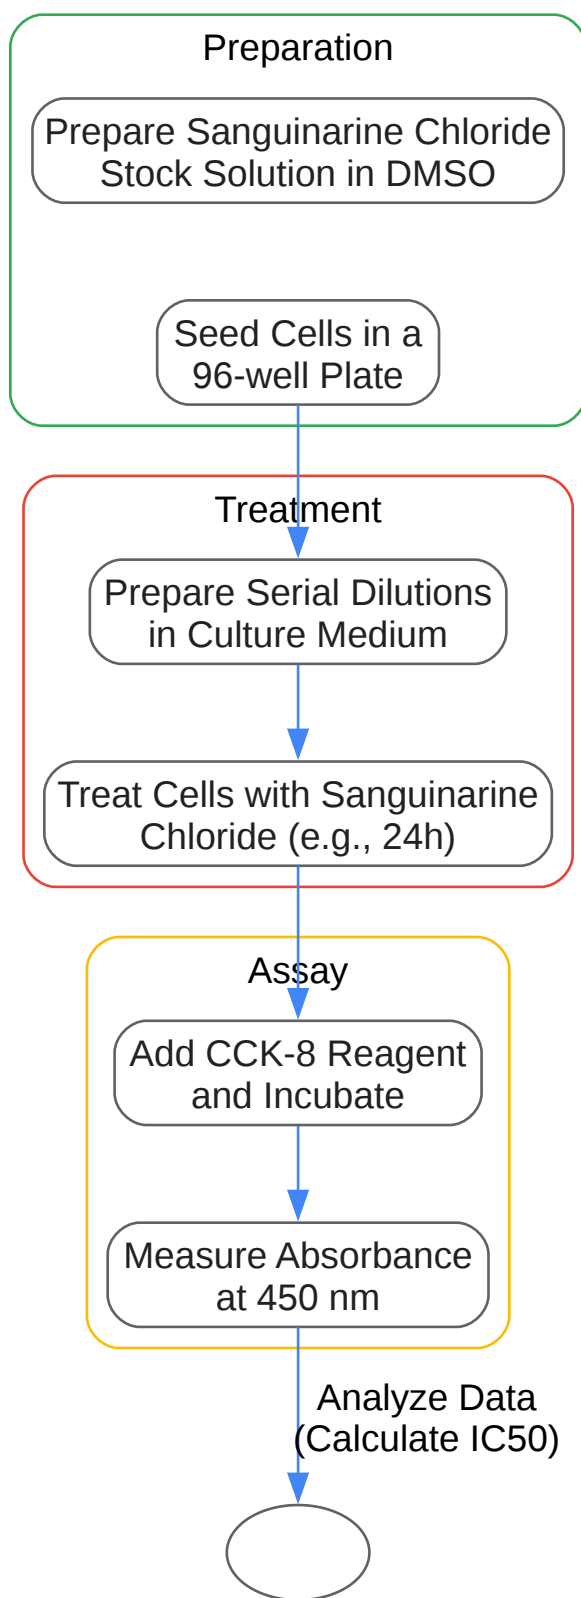 Preparation
Prepare Sanguinarine Chloride
Stock Solution in DMSO
Seed Cells in a
96-well Plate
Treatment
Prepare Serial Dilutions
in Culture Medium
Treat Cells with Sanguinarine
Chloride (e.g., 24h)
Assay
Add CCK-8 Reagent
and Incubate
Measure Absorbance
at 450 nm
Analyze Data
(Calculate IC50)